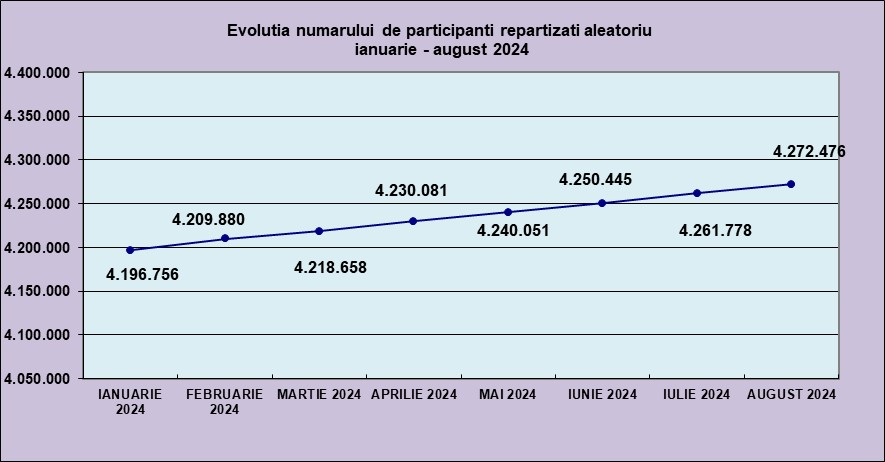 Evolutia numarului de participanti repartizati aleatoriu
ianuarie - august 2024
4.400.000
4.350.000
4.300.000
4.250.000
4.200.000
4.150.000
4.100.000
4.050.000
4.196.756
4.209.880
4.218.658
4.230.081
4.240.051
4.250.445
4.261.778
4.272.476
IANUARIE
2024
FEBRUARIE
2024
MARTIE 2024
APRILIE 2024
MAI 2024
IUNIE 2024
IULIE 2024
AUGUST 2024